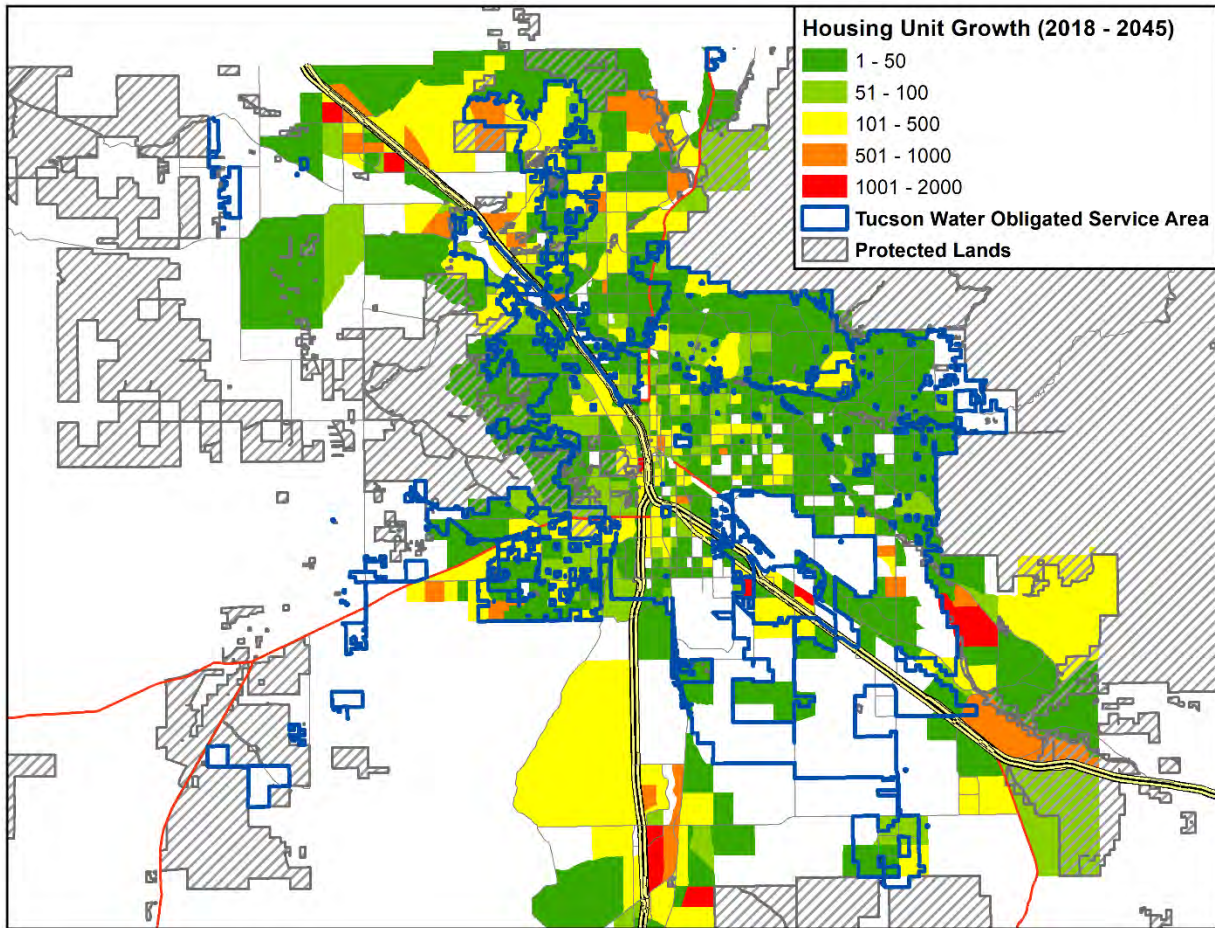 Housing Unit Growth (2018 - 2045)
1 - 50
51 - 100
101 - 500
501 - 1000
1001 - 2000
Tucson Water Obligated Service Area
Protected Lands